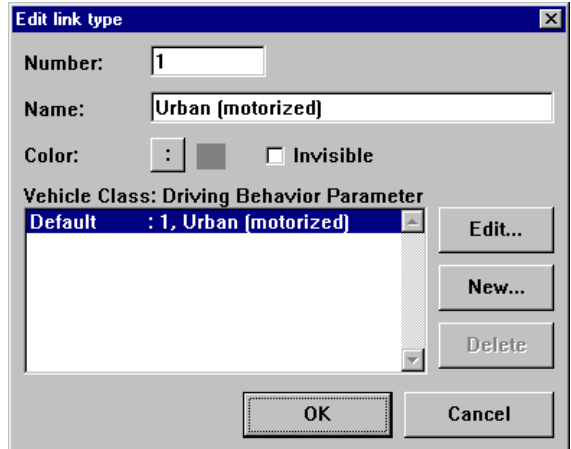 Edit link type
Number: 1
Name: Urban (motorized)
Color: : Invisible
Vehicle Class: Driving Behavior Parameter
Default : 1, Urban (motorized)
Edit...
New...
Delete
OK Cancel